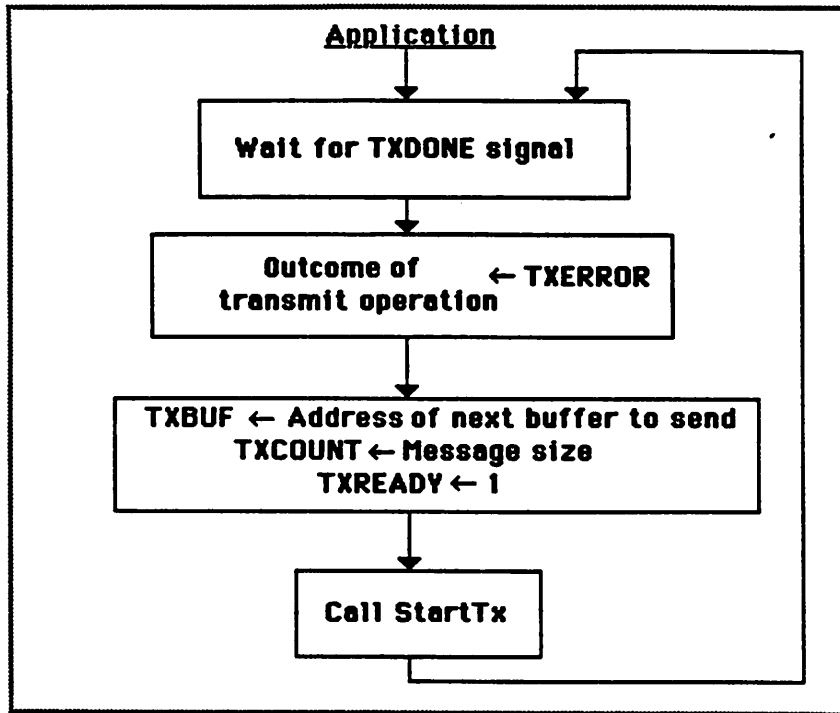 Application
Wait for TXDONE signal
Outcome of
transmit operation ← TXERROR
TXBUF ← Address of next buffer to send
TXCOUNT ← Message size
TXREADY ← 1
Call StartTx